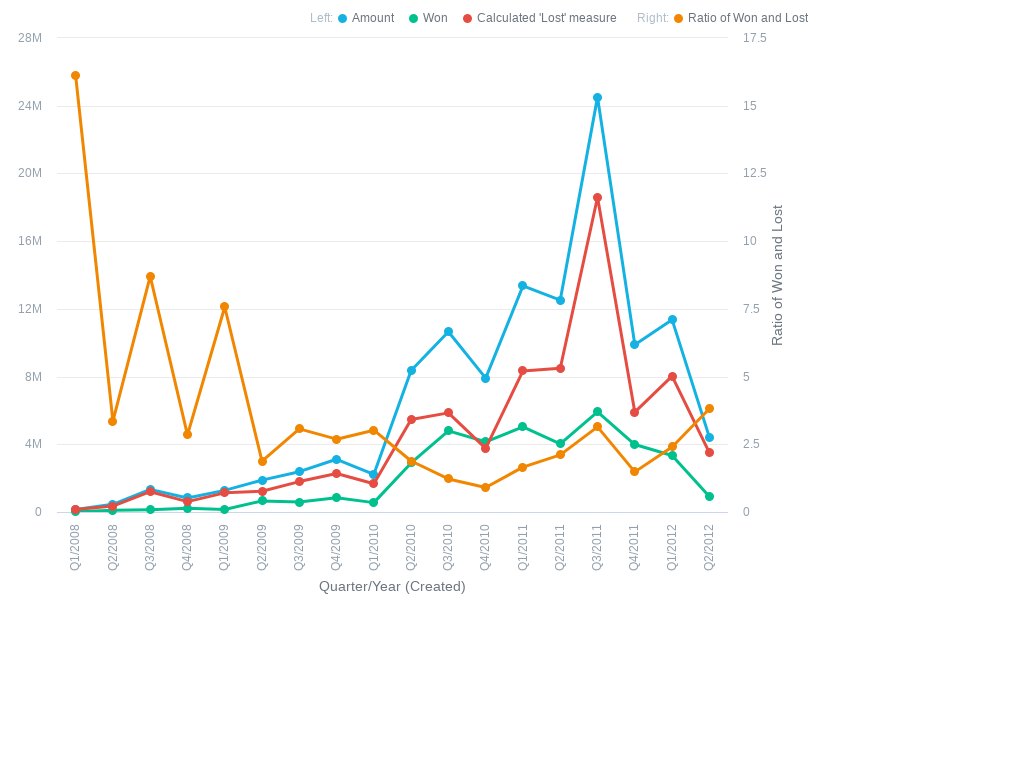 Left: Amount Won Calculated 'Lost' measure Right: Ratio of Won and Lost
28M 17.5
24M 15
20M 12.5
16M 10
12M 7.5
8M 5
4M 2.5
0 0
Ratio of Won and Lost
Q1/2008 Q2/2008 Q3/2008 Q4/2008 Q1/2009 Q2/2009 Q3/2009 Q4/2009 Q1/2010 Q2/2010 Q3/2010 Q4/2010 Q1/2011 Q2/2011 Q3/2011 Q4/2011 Q1/2012 Q2/2012
Quarter/Year (Created)